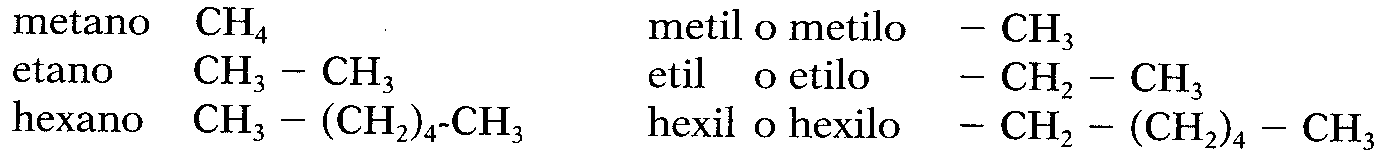 metano CH₄ metil o metilo − CH₃
etano CH₃ − CH₃ etil o etilo − CH₂ − CH₃
hexano CH₃ − (CH₂)₄-CH₃ hexil o hexilo − CH₂ − (CH₂)₄ − CH₃